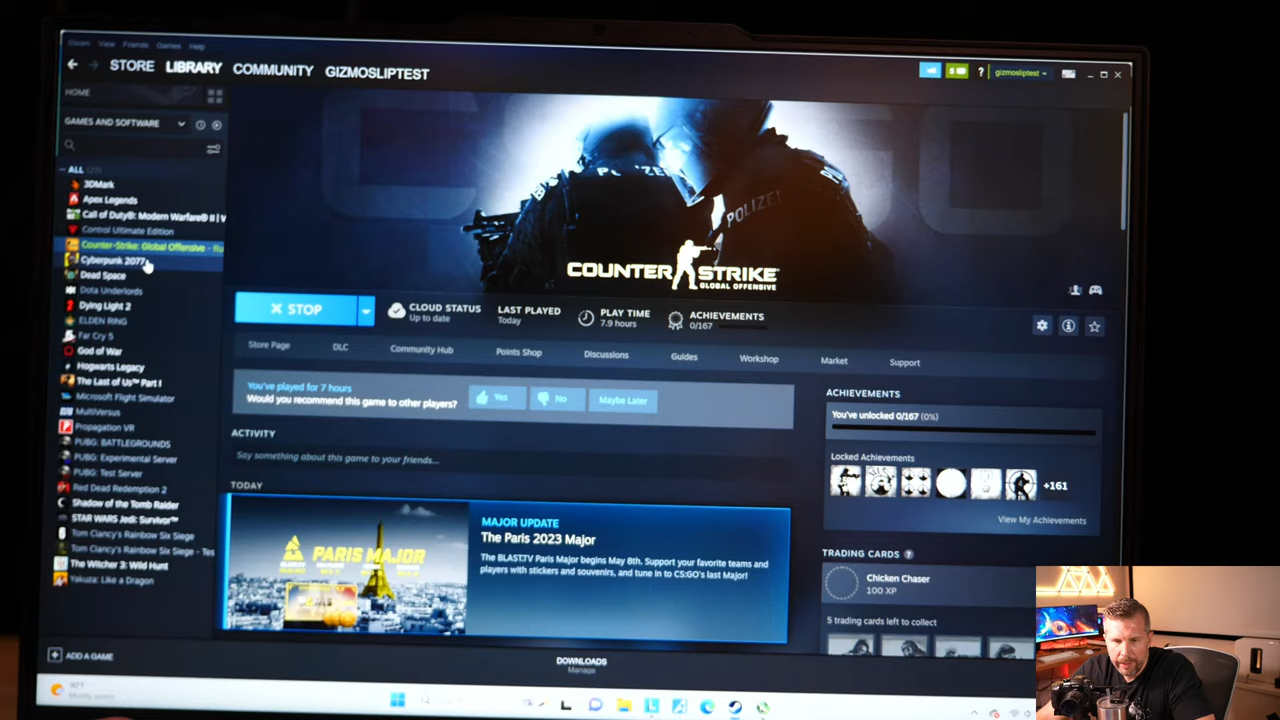 Steam View Friends Games Help
STORE LIBRARY COMMUNITY GIZMOSLIPTEST
gizmosliptest
HOME
GAMES AND SOFTWARE
ALL (27)
3DMark
Apex Legends
Call of Duty®: Modern Warfare® II | W
Control Ultimate Edition
Counter-Strike: Global Offensive - Ru
Cyberpunk 2077
Dead Space
Dota Underlords
Dying Light 2
ELDEN RING
Far Cry 5
God of War
Hogwarts Legacy
The Last of Us™ Part I
Microsoft Flight Simulator
MultiVersus
Propagation VR
PUBG: BATTLEGROUNDS
PUBG: Experimental Server
PUBG: Test Server
Red Dead Redemption 2
Shadow of the Tomb Raider
STAR WARS Jedi: Survivor™
Tom Clancy's Rainbow Six Siege
Tom Clancy's Rainbow Six Siege - Tes
The Witcher 3: Wild Hunt
Yakuza: Like a Dragon
ADD A GAME
POLIZEI
POLIZEI
COUNTER STRIKE
GLOBAL OFFENSIVE
STOP
CLOUD STATUS
Up to date
LAST PLAYED
Today
PLAY TIME
7.9 hours
ACHIEVEMENTS
0/167
Store Page DLC Community Hub Points Shop Discussions Guides Workshop Market Support
You've played for 7 hours
Would you recommend this game to other players?
Yes No Maybe Later
ACTIVITY
Say something about this game to your friends...
TODAY
PARIS MAJOR
MAJOR UPDATE
The Paris 2023 Major
The BLAST.TV Paris Major begins May 8th. Support your favorite teams and
players with stickers and souvenirs, and tune in to CS:GO's last Major!
ACHIEVEMENTS
You've unlocked 0/167 (0%)
Locked Achievements
+161
View My Achievements
TRADING CARDS
Chicken Chaser
100 XP
5 trading cards left to collect
DOWNLOADS
Manage
Mostly sunny